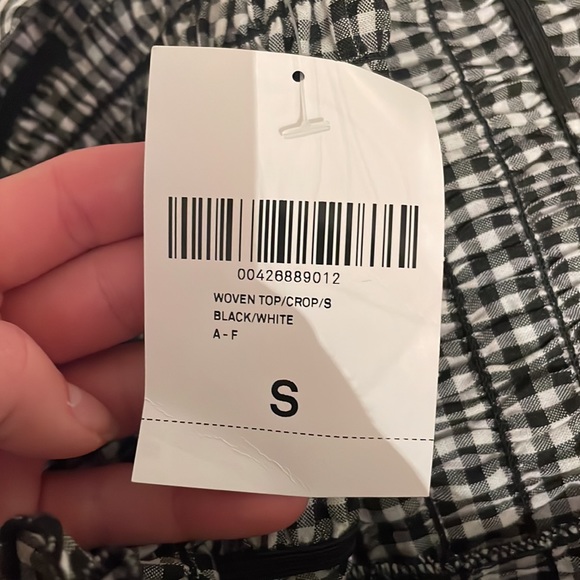 00426889012
WOVEN TOP/CROP/S
BLACK/WHITE
A - F
S